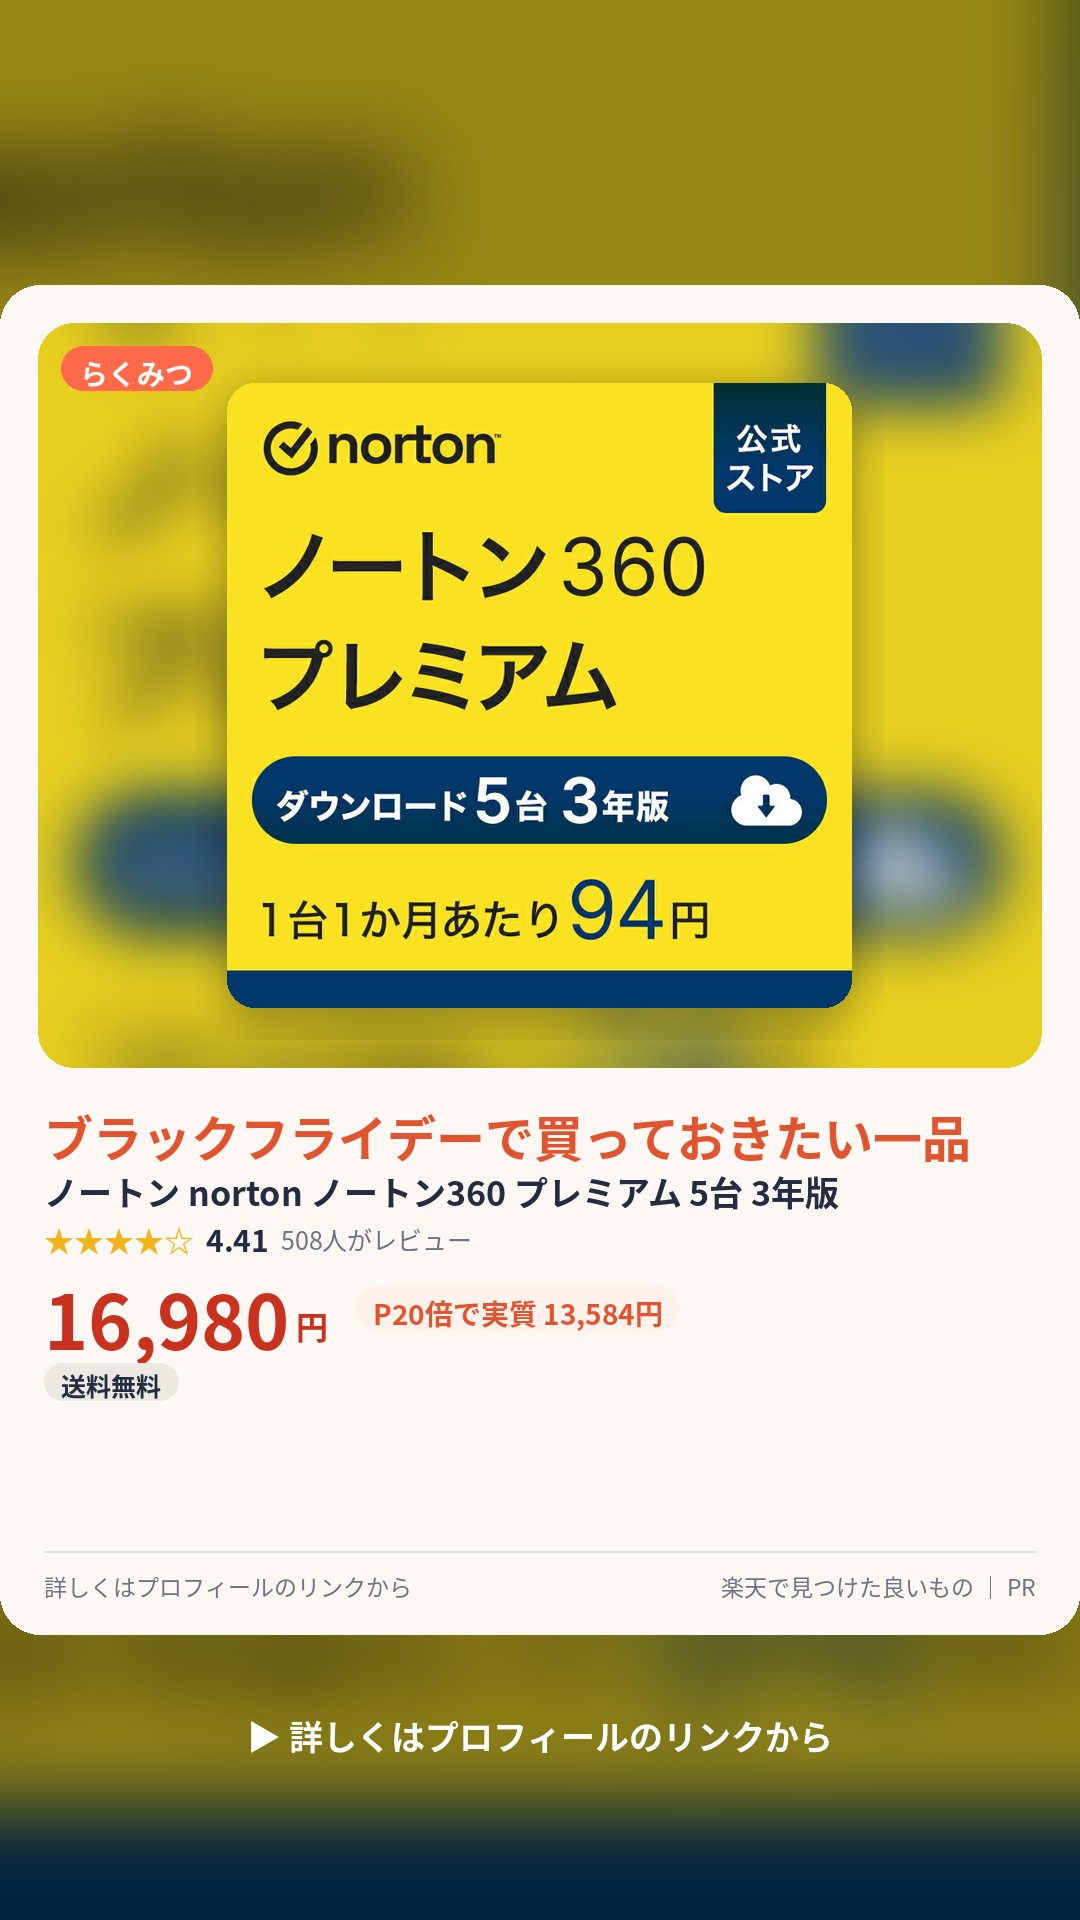 らくみつ
norton™
公式
ストア
ノートン 360
プレミアム
ダウンロード5台 3年版
1台1か月あたり94円
ブラックフライデーで買っておきたい一品
ノートン norton ノートン360 プレミアム 5台 3年版
★★★★☆ 4.41 508人がレビュー
16,980円 P20倍で実質 13,584円
送料無料
詳しくはプロフィールのリンクから
楽天で見つけた良いもの｜PR
▶ 詳しくはプロフィールのリンクから